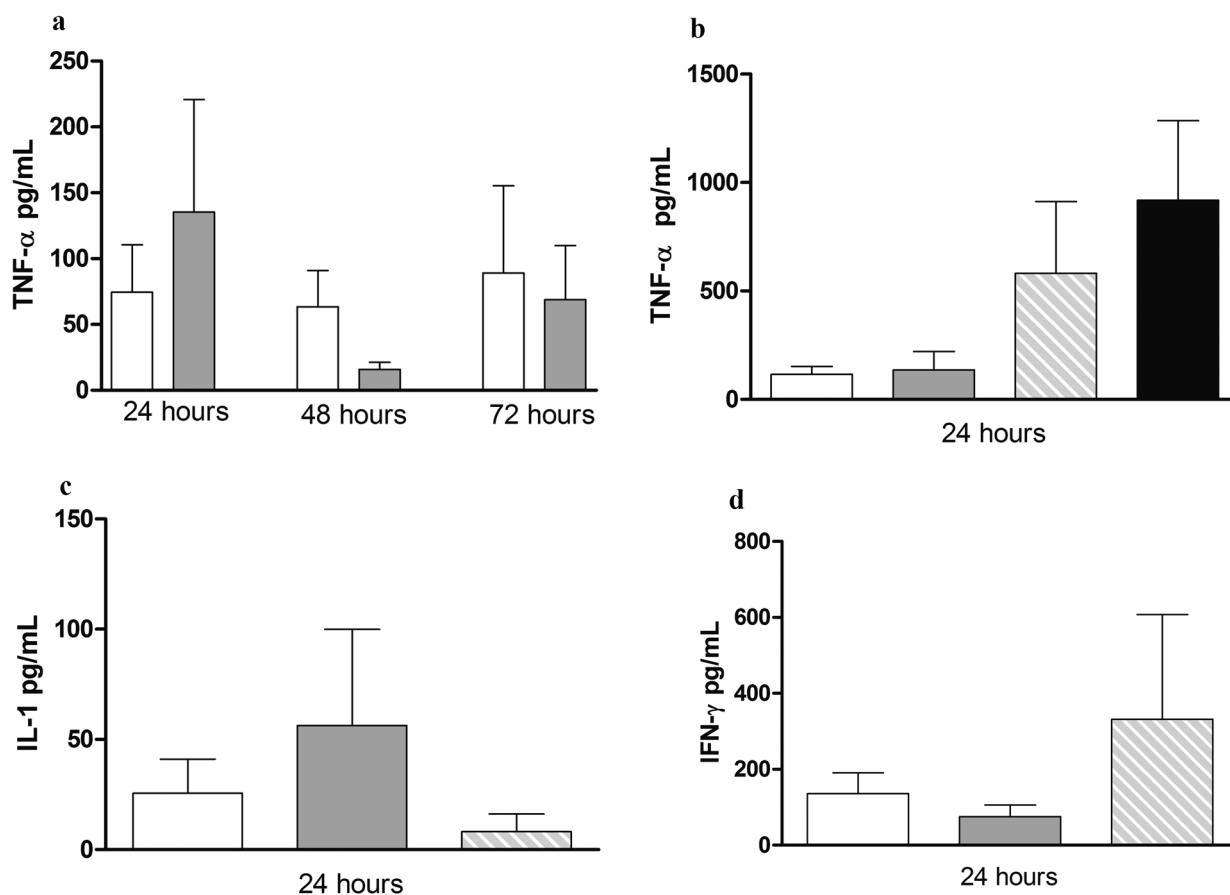 a
250
200
150
100
50
0
TNF-α pg/mL
24 hours 48 hours 72 hours
b
1500
1000
500
0
TNF-α pg/mL
24 hours
c
150
100
50
0
IL-1 pg/mL
24 hours
d
800
600
400
200
0
IFN-γ pg/mL
24 hours